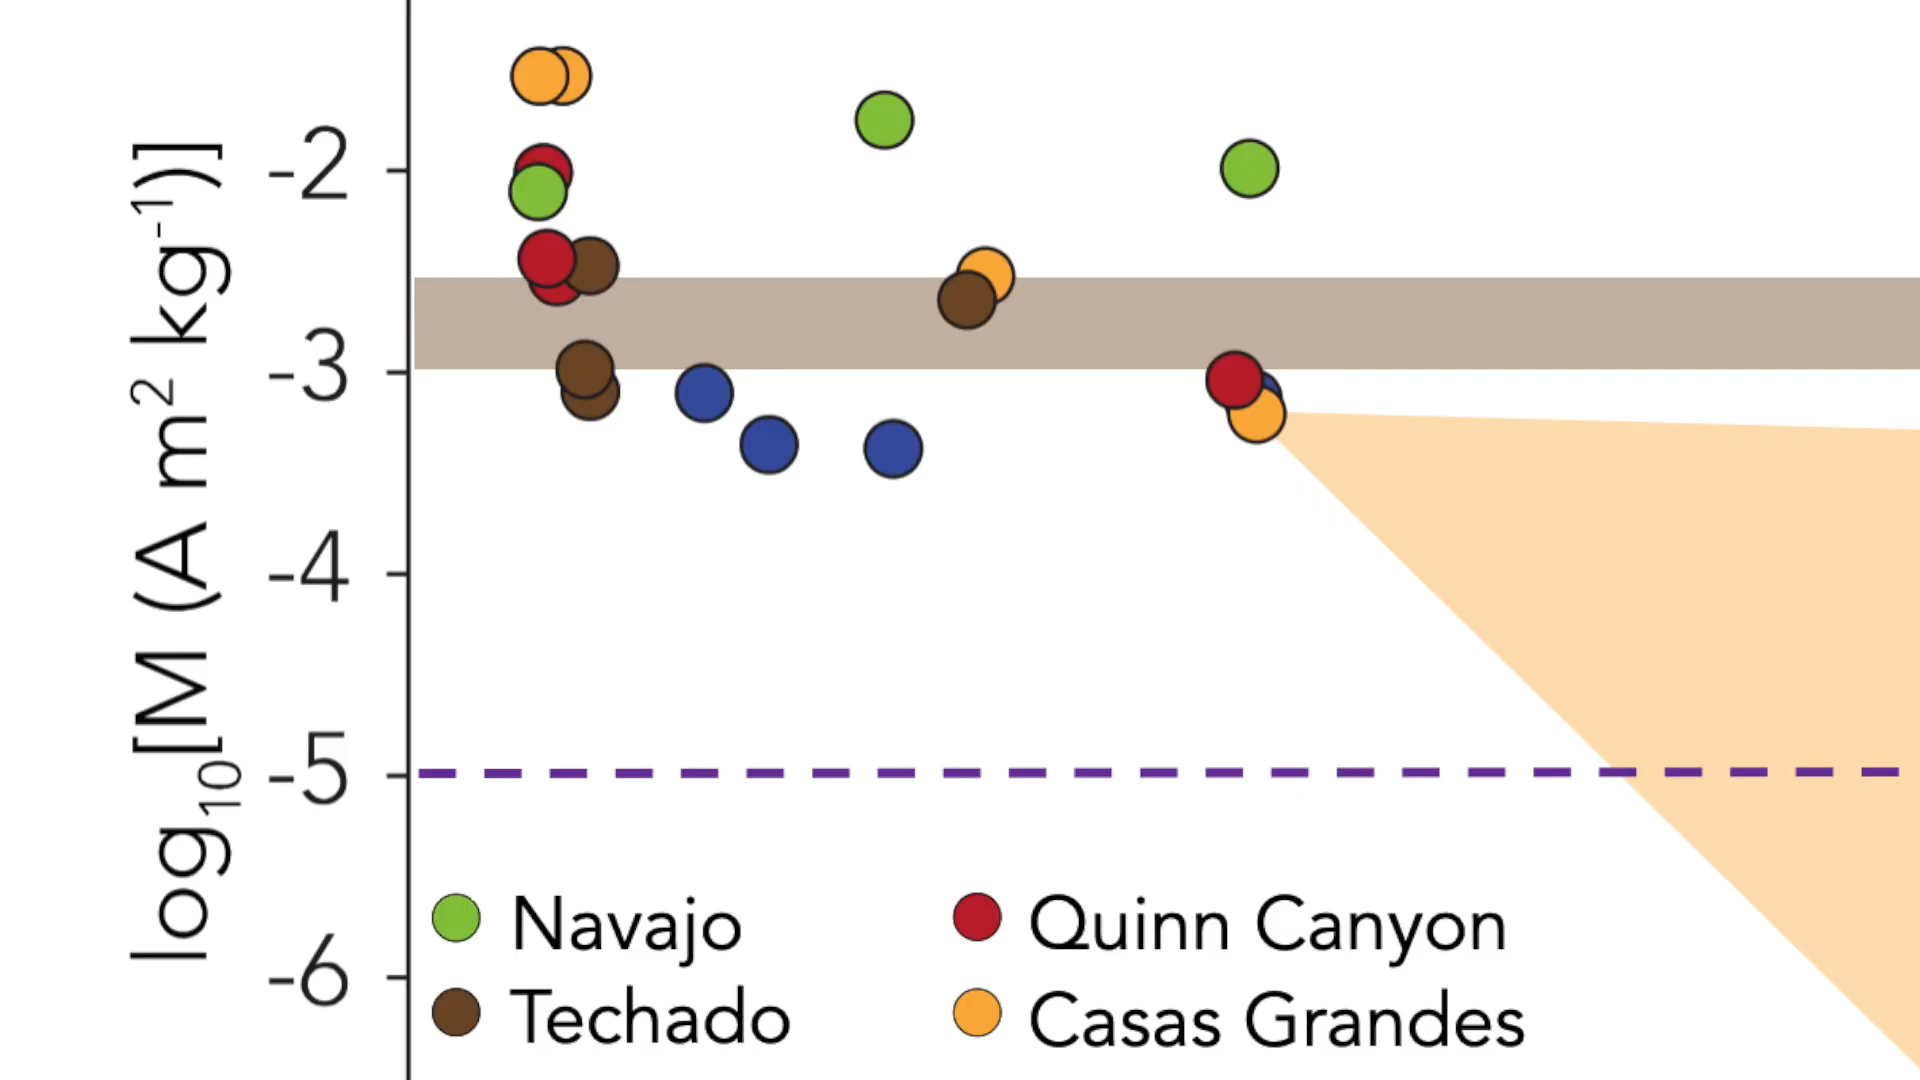 log₁₀[M (A m² kg⁻¹)]
-2
-3
-4
-5
-6
Navajo
Quinn Canyon
Techado
Casas Grandes